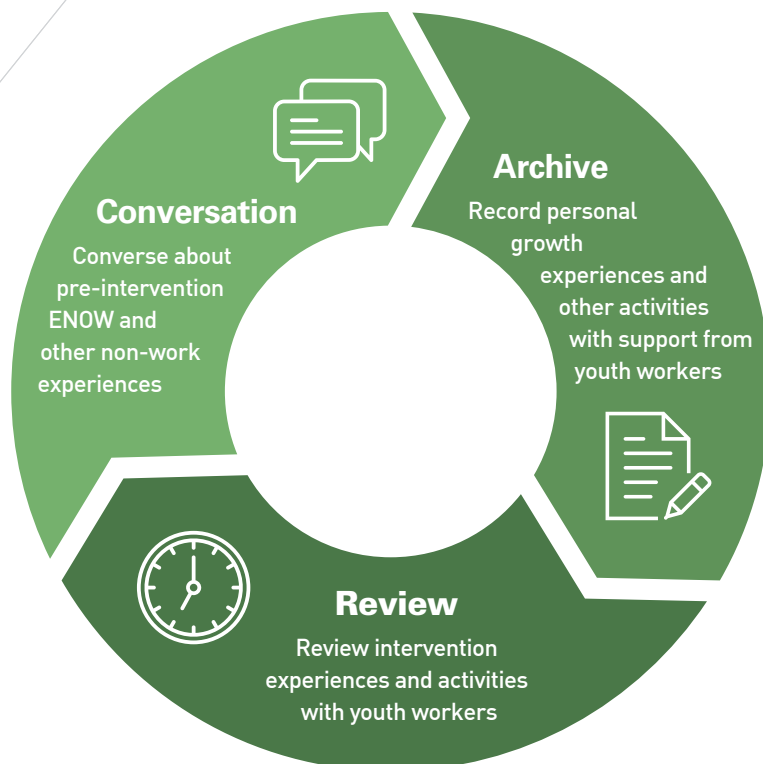 Conversation
Converse about
pre-intervention
ENOW and
other non-work
experiences
Archive
Record personal
growth
experiences and
other activities
with support from
youth workers
Review
Review intervention
experiences and activities
with youth workers